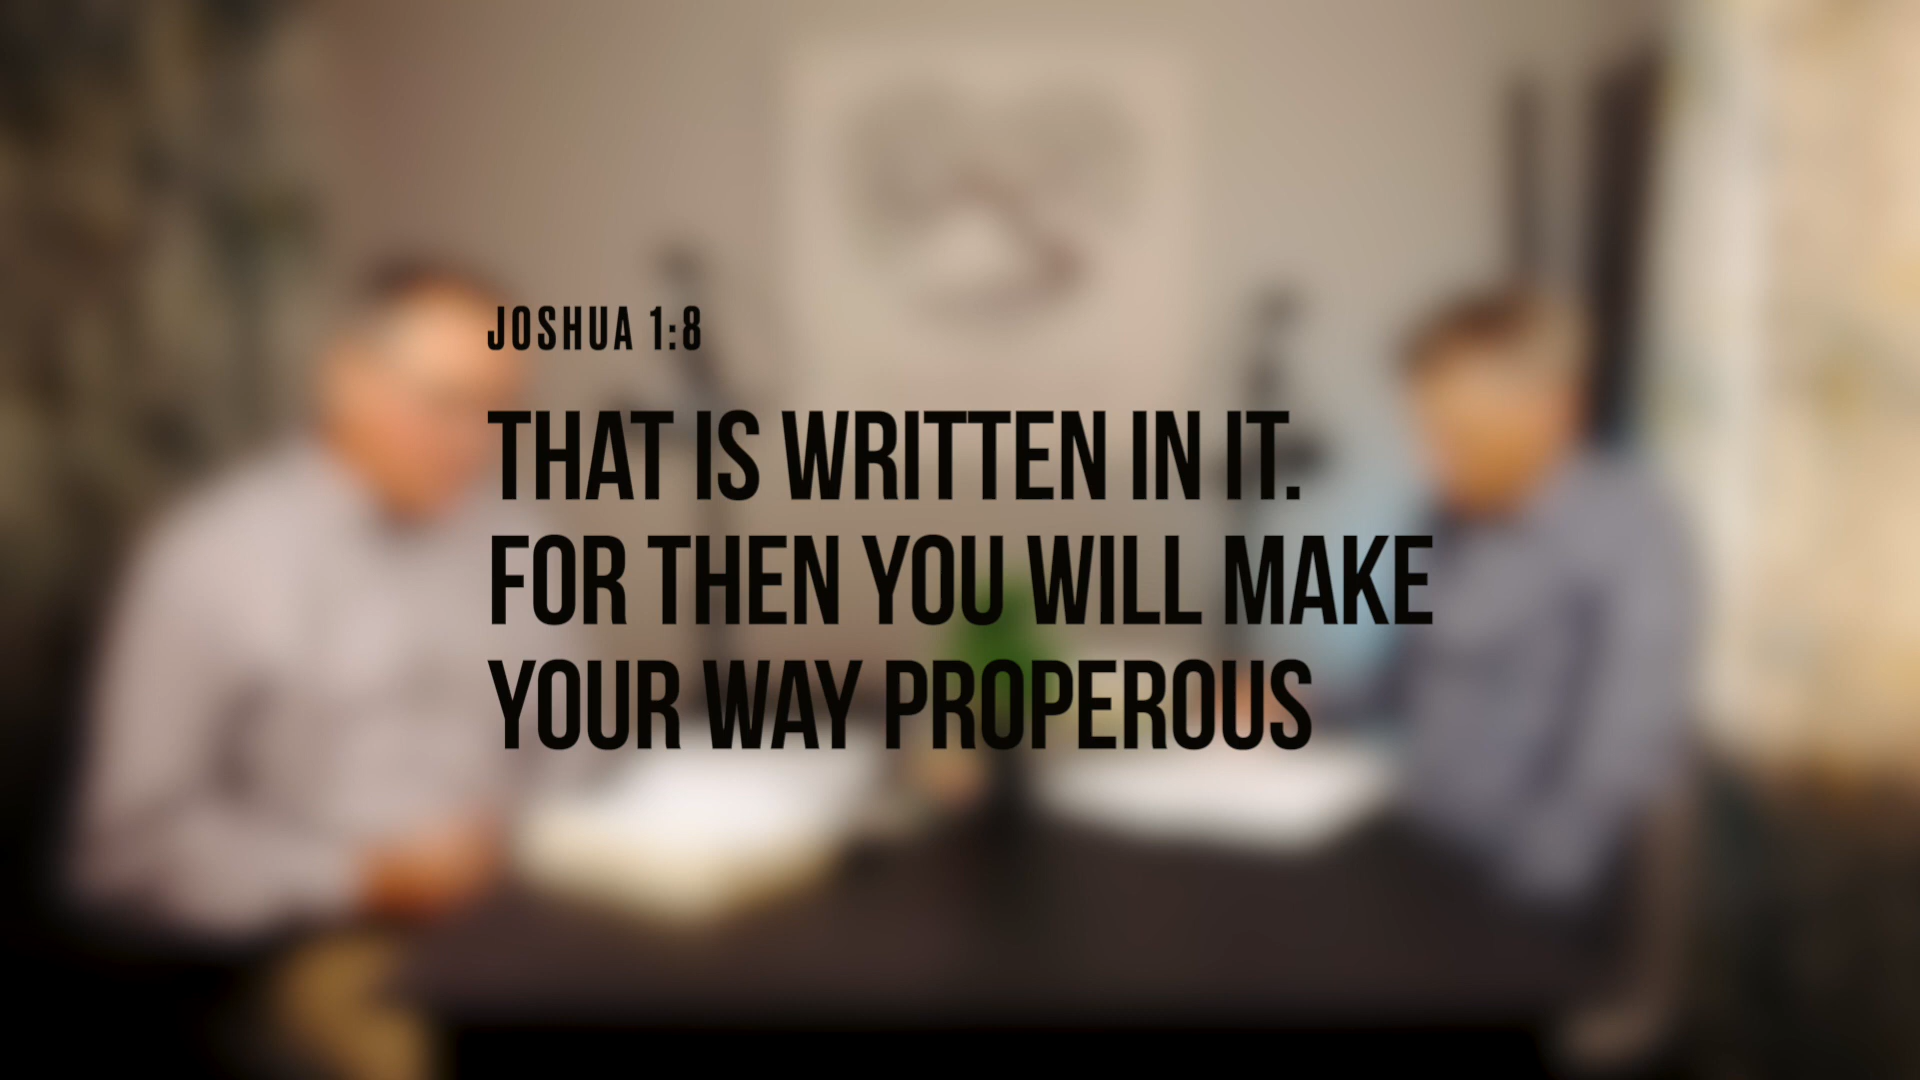 JOSHUA 1:8
THAT IS WRITTEN IN IT.
FOR THEN YOU WILL MAKE
YOUR WAY PROPEROUS